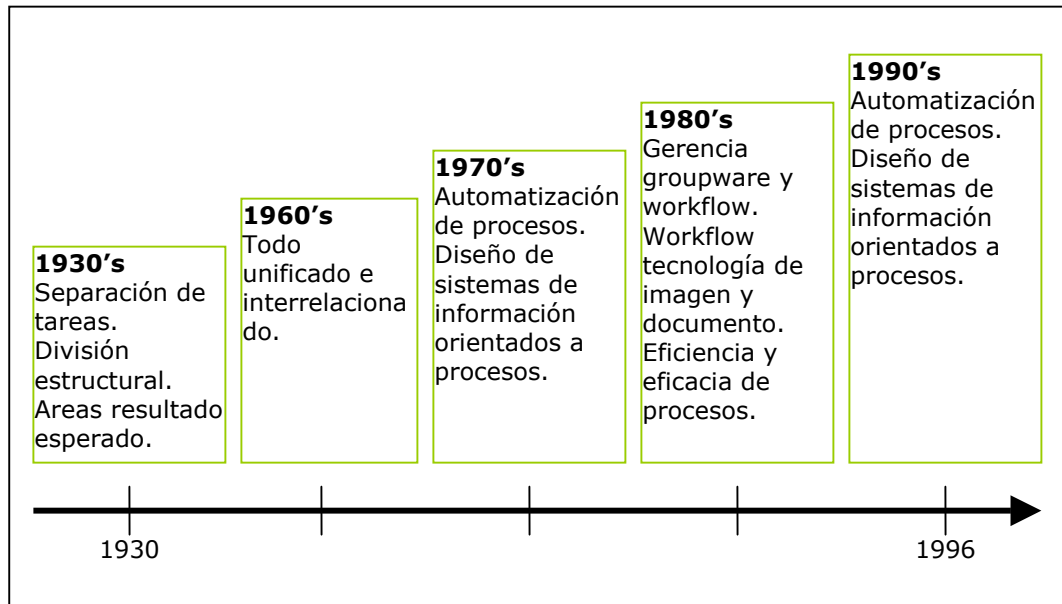 1930’s
Separación de
tareas.
División
estructural.
Areas resultado
esperado.
1960’s
Todo
unificado e
interrelaciona
do.
1970’s
Automatización
de procesos.
Diseño de
sistemas de
información
orientados a
procesos.
1980’s
Gerencia
groupware y
workflow.
Workflow
tecnología de
imagen y
documento.
Eficiencia y
eficacia de
procesos.
1990’s
Automatización
de procesos.
Diseño de
sistemas de
información
orientados a
procesos.
1930
1996